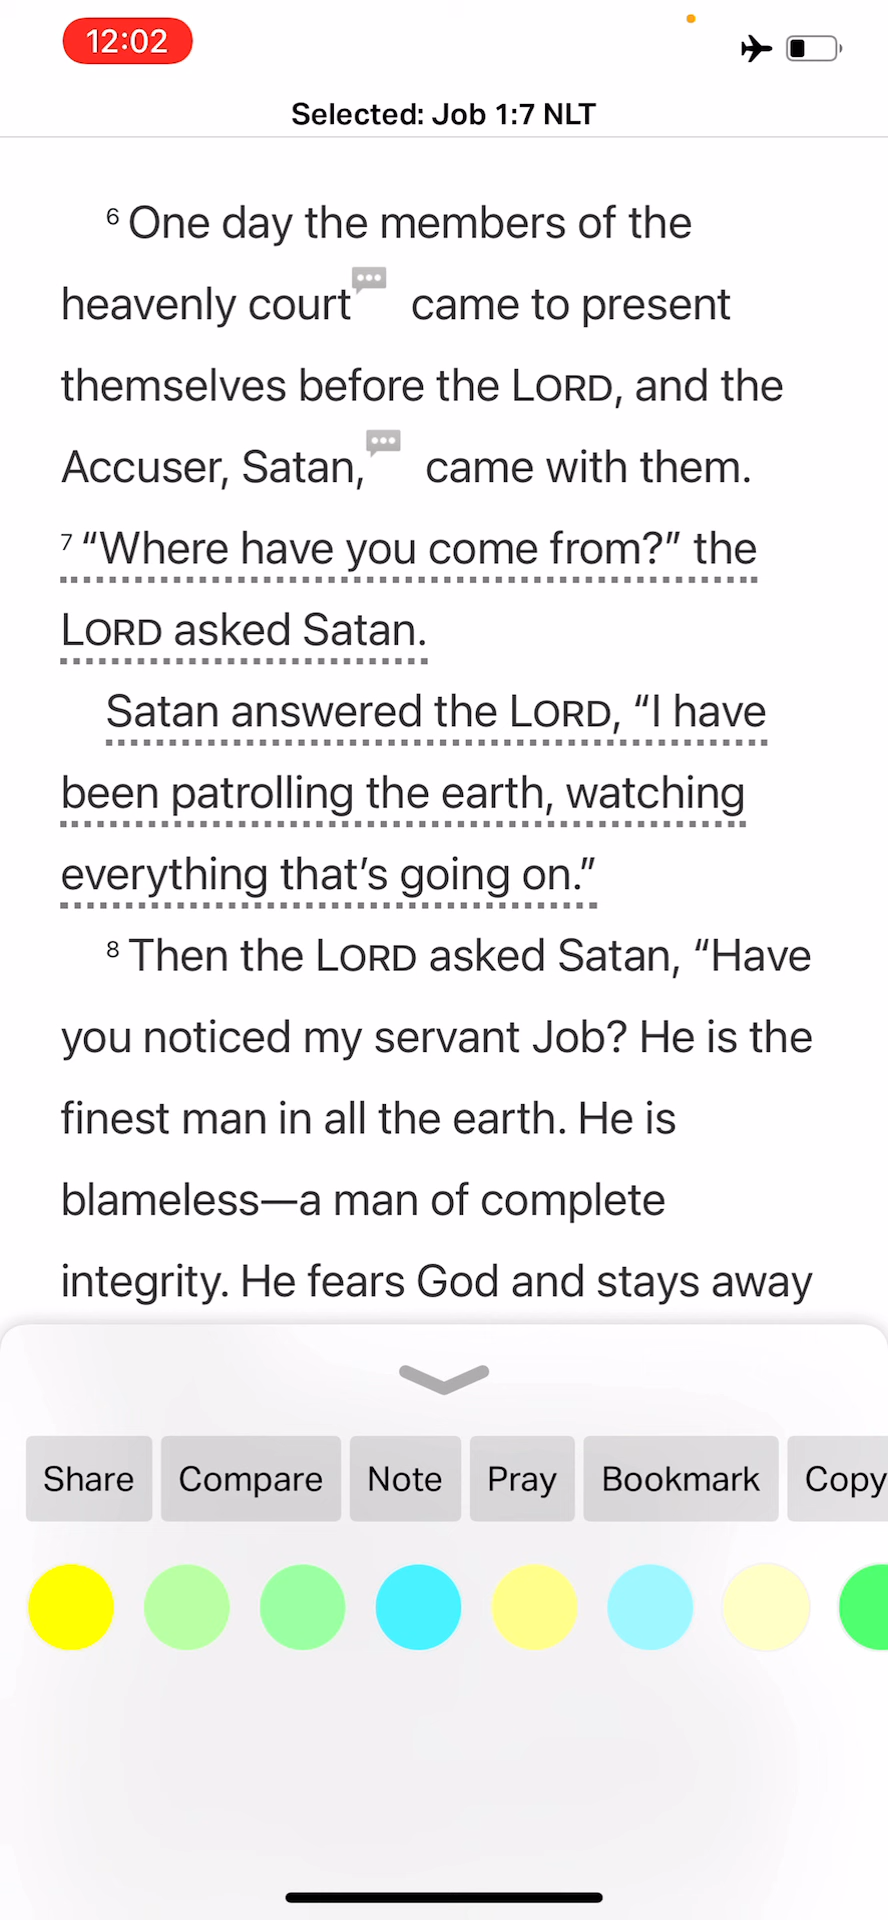 12:02
Selected: Job 1:7 NLT
6 One day the members of the
heavenly court came to present
themselves before the LORD, and the
Accuser, Satan, came with them.
7 “Where have you come from?” the
LORD asked Satan.
Satan answered the LORD, “I have
been patrolling the earth, watching
everything that’s going on.”
8 Then the LORD asked Satan, “Have
you noticed my servant Job? He is the
finest man in all the earth. He is
blameless—a man of complete
integrity. He fears God and stays away
Share Compare Note Pray Bookmark Copy